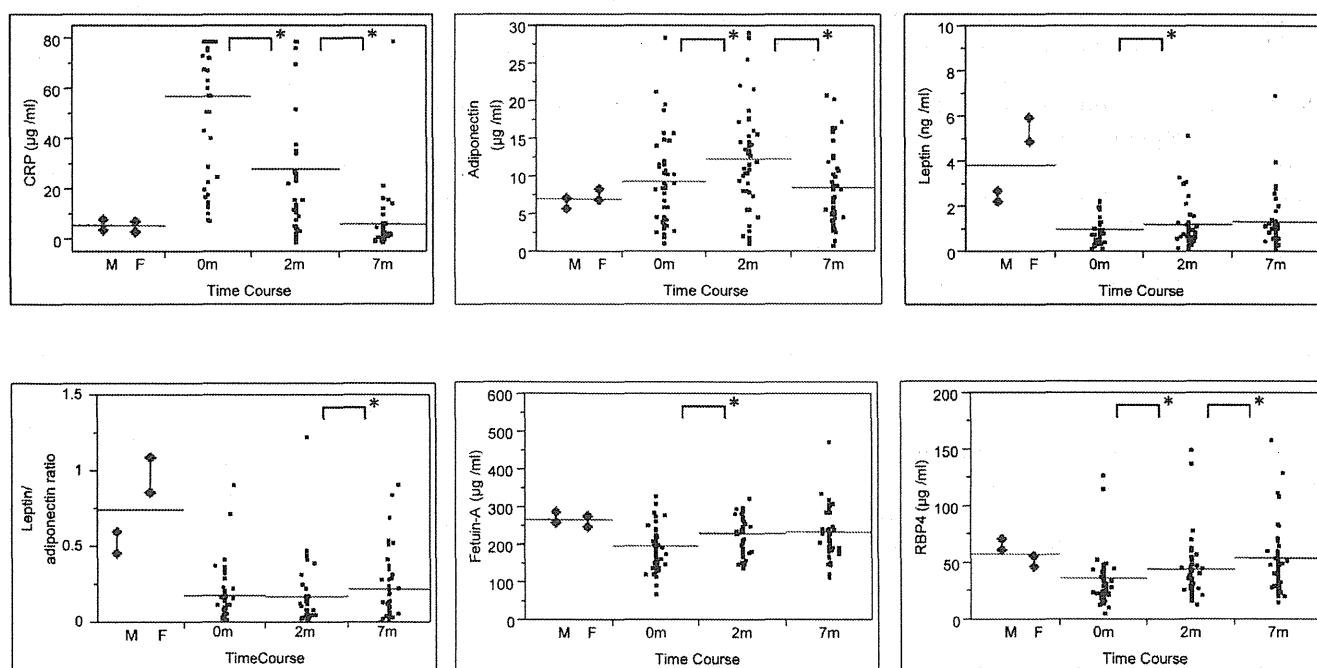 80
60
40
20
0
CRP (µg /ml)
* *
M F 0m 2m 7m
Time Course
30
25
20
15
10
5
0
Adiponectin
(µg /ml)
* *
M F 0m 2m 7m
Time Course
10
8
6
4
2
0
Leptin (ng /ml)
*
M F 0m 2m 7m
Time Course
1.5
1
0.5
0
Leptin/
adiponectin ratio
*
M F 0m 2m 7m
TimeCourse
600
500
400
300
200
100
0
Fetuin-A (µg /ml)
*
M F 0m 2m 7m
Time Course
200
150
100
50
0
RBP4 (µg /ml)
* *
M F 0m 2m 7m
Time Course